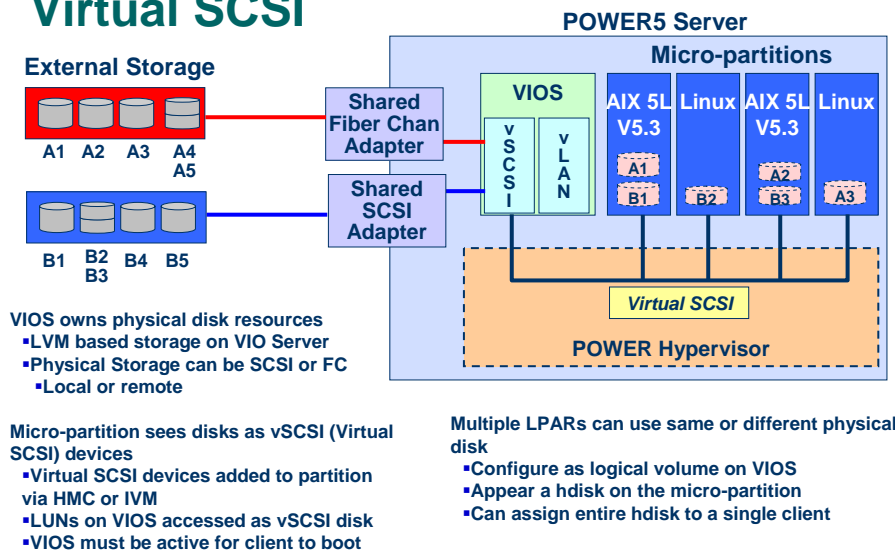 Virtual SCSI
POWER5 Server
External Storage
Micro-partitions
A1 A2 A3 A4
A5
B1 B2 B4 B5
B3
Shared
Fiber Chan
Adapter
Shared
SCSI
Adapter
VIOS
v
S
C
S
I
v
L
A
N
AIX 5L
V5.3
A1
B1
Linux
B2
AIX 5L
V5.3
A2
B3
Linux
A3
Virtual SCSI
POWER Hypervisor
VIOS owns physical disk resources
▪LVM based storage on VIO Server
▪Physical Storage can be SCSI or FC
▪Local or remote
Micro-partition sees disks as vSCSI (Virtual
SCSI) devices
▪Virtual SCSI devices added to partition
via HMC or IVM
▪LUNs on VIOS accessed as vSCSI disk
▪VIOS must be active for client to boot
Multiple LPARs can use same or different physical
disk
▪Configure as logical volume on VIOS
▪Appear a hdisk on the micro-partition
▪Can assign entire hdisk to a single client